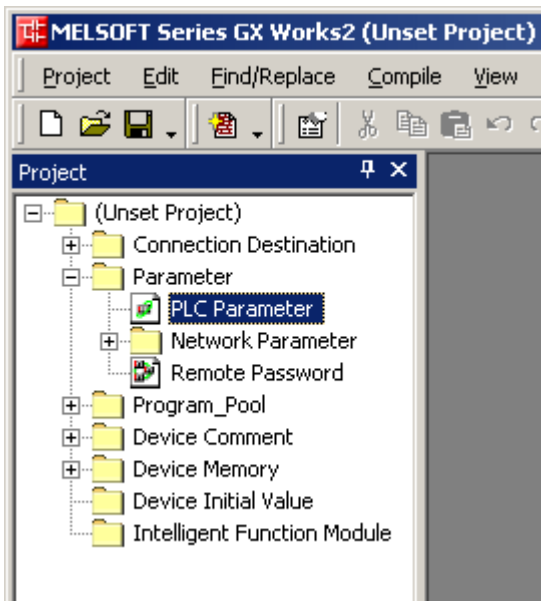 MELSOFT Series GX Works2 (Unset Project)
Project Edit Find/Replace Compile View
Project
(Unset Project)
Connection Destination
Parameter
PLC Parameter
Network Parameter
Remote Password
Program_Pool
Device Comment
Device Memory
Device Initial Value
Intelligent Function Module